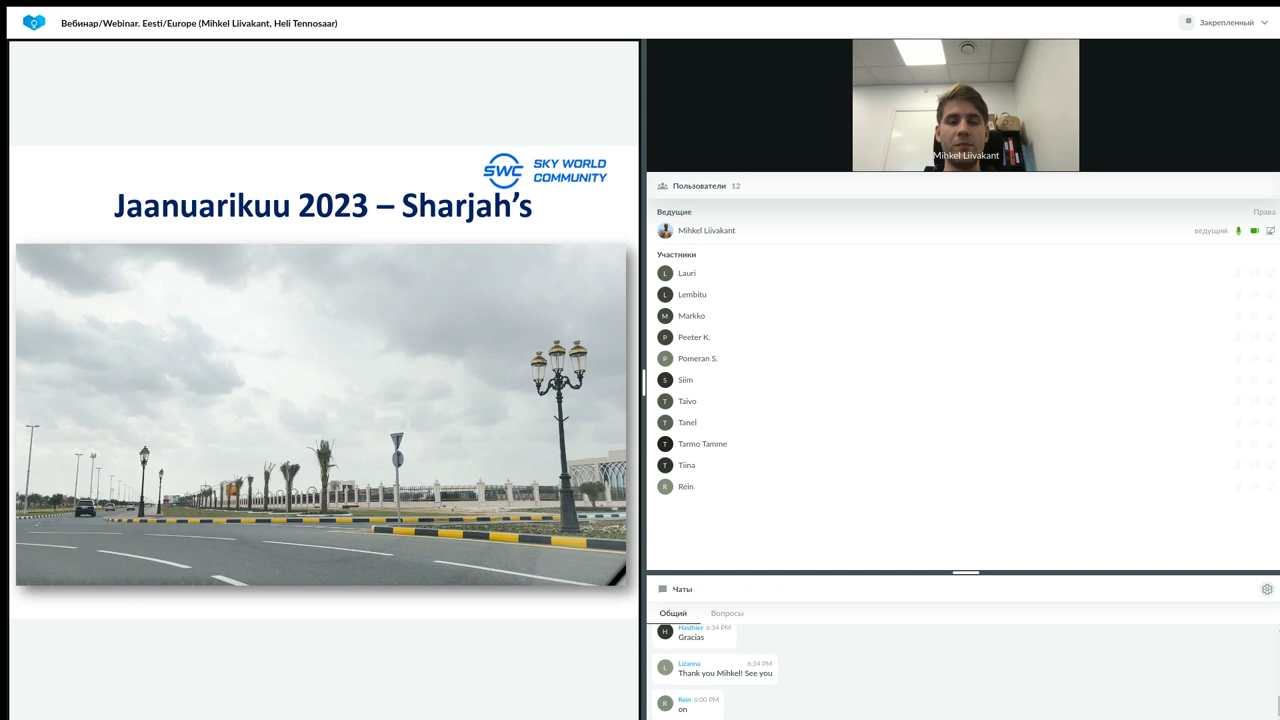 Вебинар/Webinar. Eesti/Europe (Mihkel Liivakant, Heli Tennosaar)
Закрепленный
SWC SKY WORLD
COMMUNITY
Jaanuarikuu 2023 – Sharjah’s
Mihkel Liivakant
Пользователи 12
Ведущие Права
Mihkel Liivakant ведущий
Участники
L Lauri
L Lembitu
M Markko
P Peeter K.
P Pomeran S.
S Siim
T Taivo
T Tanel
T Tarmo Tamme
T Tiina
R Rein
Чаты
Общий Вопросы
H Hasthier 6:34 PM
Gracias
L Lizanna 6:34 PM
Thank you Mihkel! See you
R Rein 6:00 PM
on